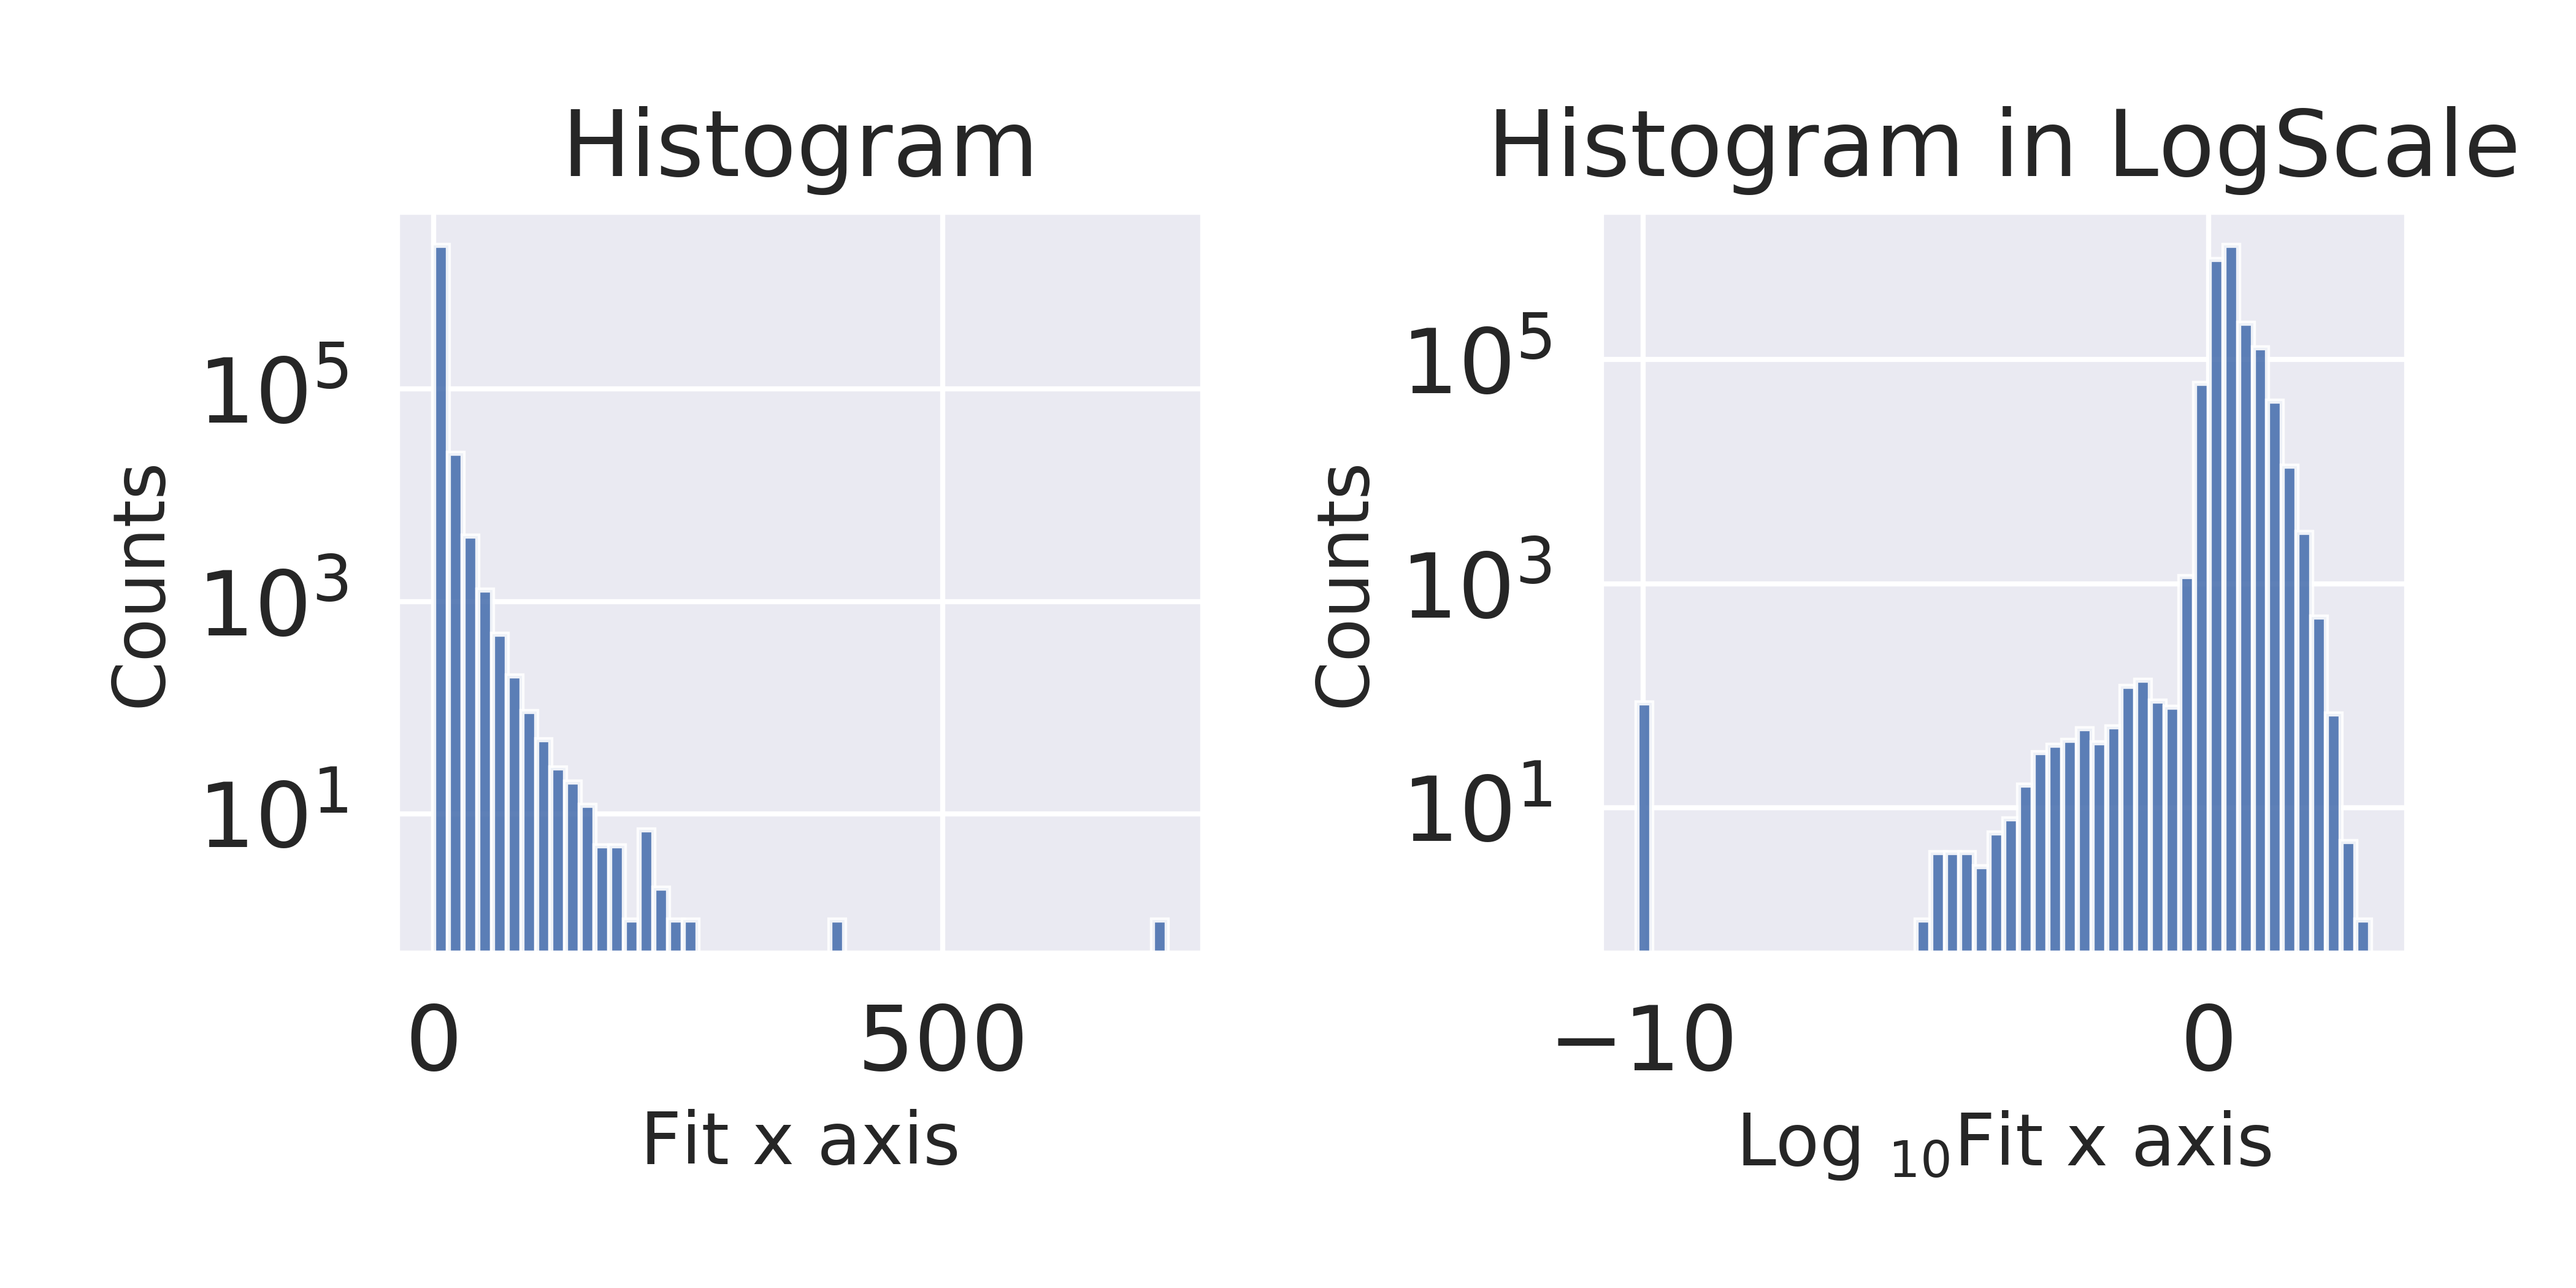 Histogram
10⁵
10³
10¹
Counts
0 500
Fit x axis
Histogram in LogScale
10⁵
10³
10¹
Counts
−10 0
Log ₁₀Fit x axis